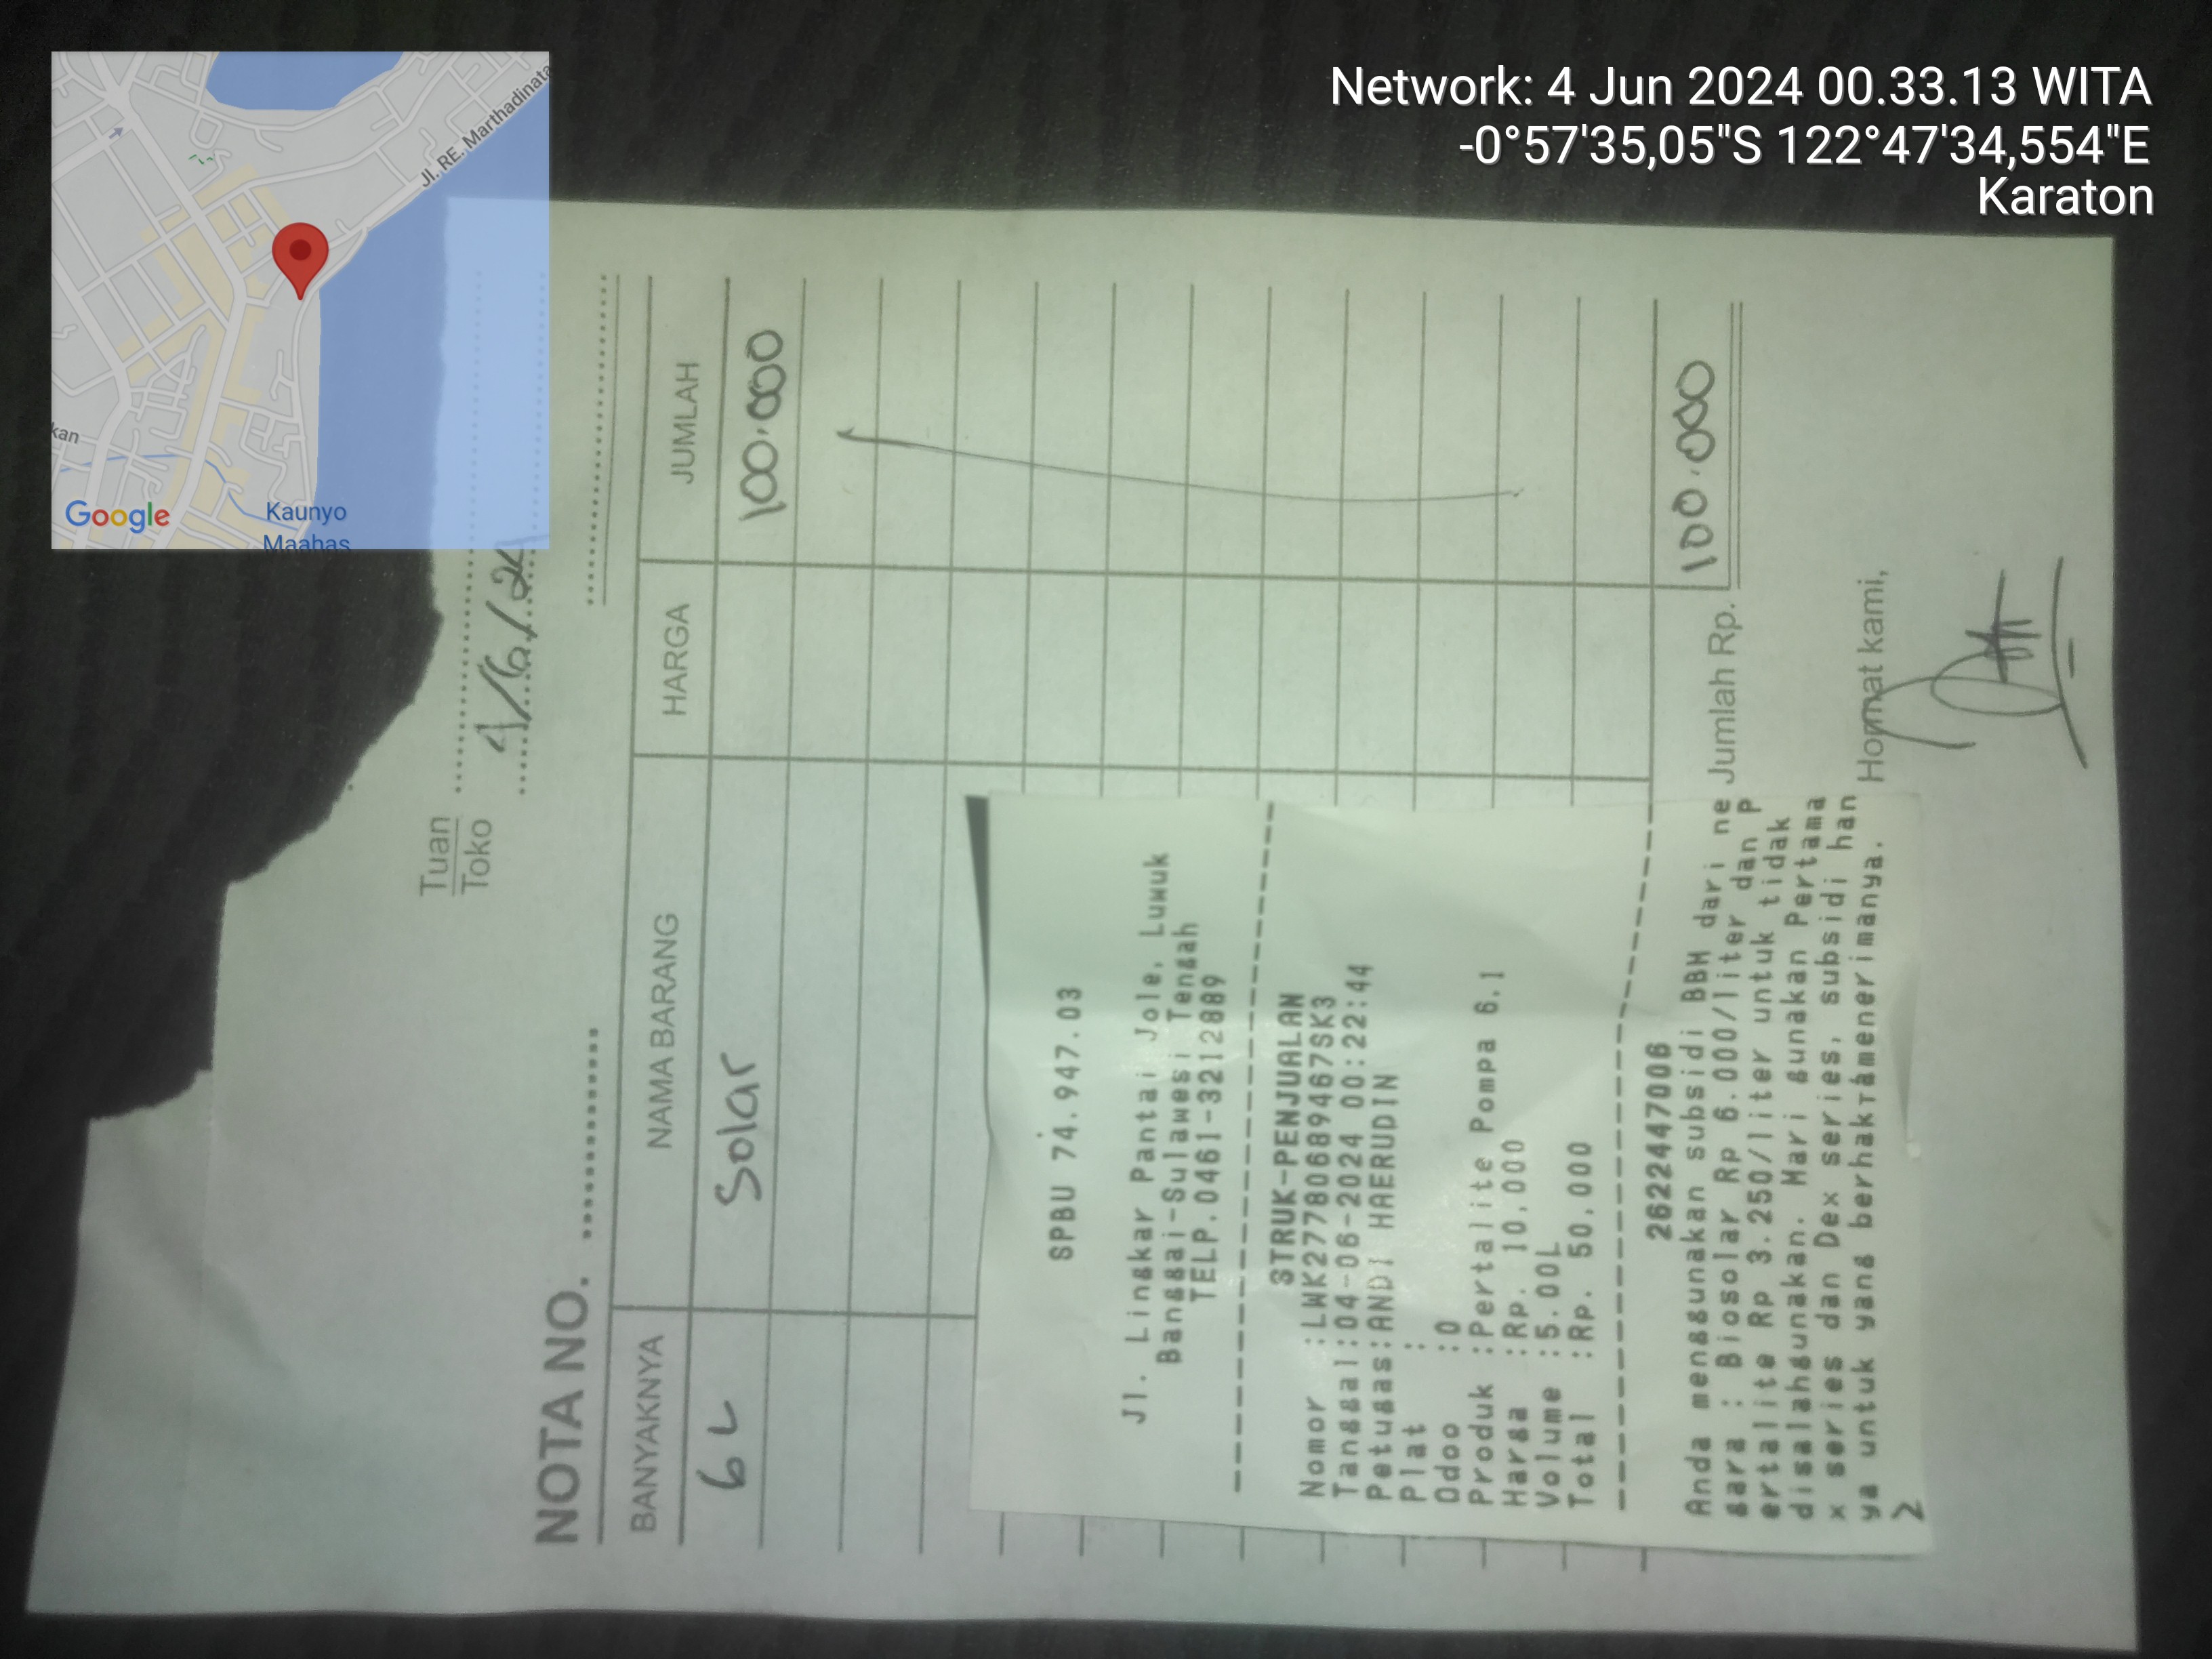 Network: 4 Jun 2024 00.33.13 WITA
-0°57'35,05"S 122°47'34,554"E
Karaton
Jl. RE. Marthadinata
kan
Kaunyo
Maahas
Google
Tuan
Toko
4/6/24
NOTA NO.
BANYAKNYA NAMA BARANG HARGA JUMLAH
6 L Solar 100.000
SPBU 74.947.03
Jl. Lingkar Pantai Jole, Luwuk
Banggai-Sulawesi Tengah
TELP.0461-3212889
STRUK-PENJUALAN
Nomor :LWK27780689467SK3
Tanggal:04-06-2024 00:22:44
Petugas:ANDI HAERUDIN
Plat :
Odoo :0
Produk :Pertalite Pompa 6.1
Harga :Rp. 10,000
Volume :5.00L
Total :Rp. 50,000
2622447006
Anda menggunakan subsidi BBM dari ne
gara : Biosolar Rp 6.000/liter dan P
ertalite Rp 3.250/liter untuk tidak
disalahgunakan. Mari gunakan Pertama
x series dan Dex series, subsidi han
ya untuk yang berhak menerimanya.
Jumlah Rp. 100.000
Hormat kami,